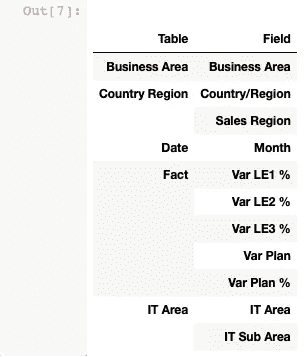 Out[7]:
Table Field
Business Area Business Area
Country Region Country/Region
Sales Region
Date Month
Fact Var LE1 %
Var LE2 %
Var LE3 %
Var Plan
Var Plan %
IT Area IT Area
IT Sub Area